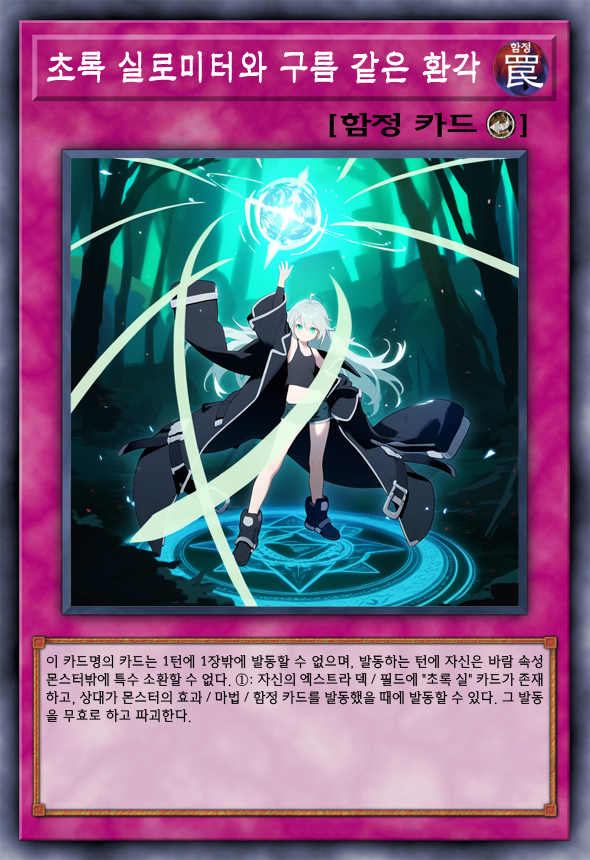 초록 실로미터와 구름 같은 환각
함정
罠
[함정 카드 ]
이 카드명의 카드는 1턴에 1장밖에 발동할 수 없으며, 발동하는 턴에 자신은 바람 속성
몬스터밖에 특수 소환할 수 없다. ①: 자신의 엑스트라 덱 / 필드에 "초록 실" 카드가 존재
하고, 상대가 몬스터의 효과 / 마법 / 함정 카드를 발동했을 때에 발동할 수 있다. 그 발동
을 무효로 하고 파괴한다.